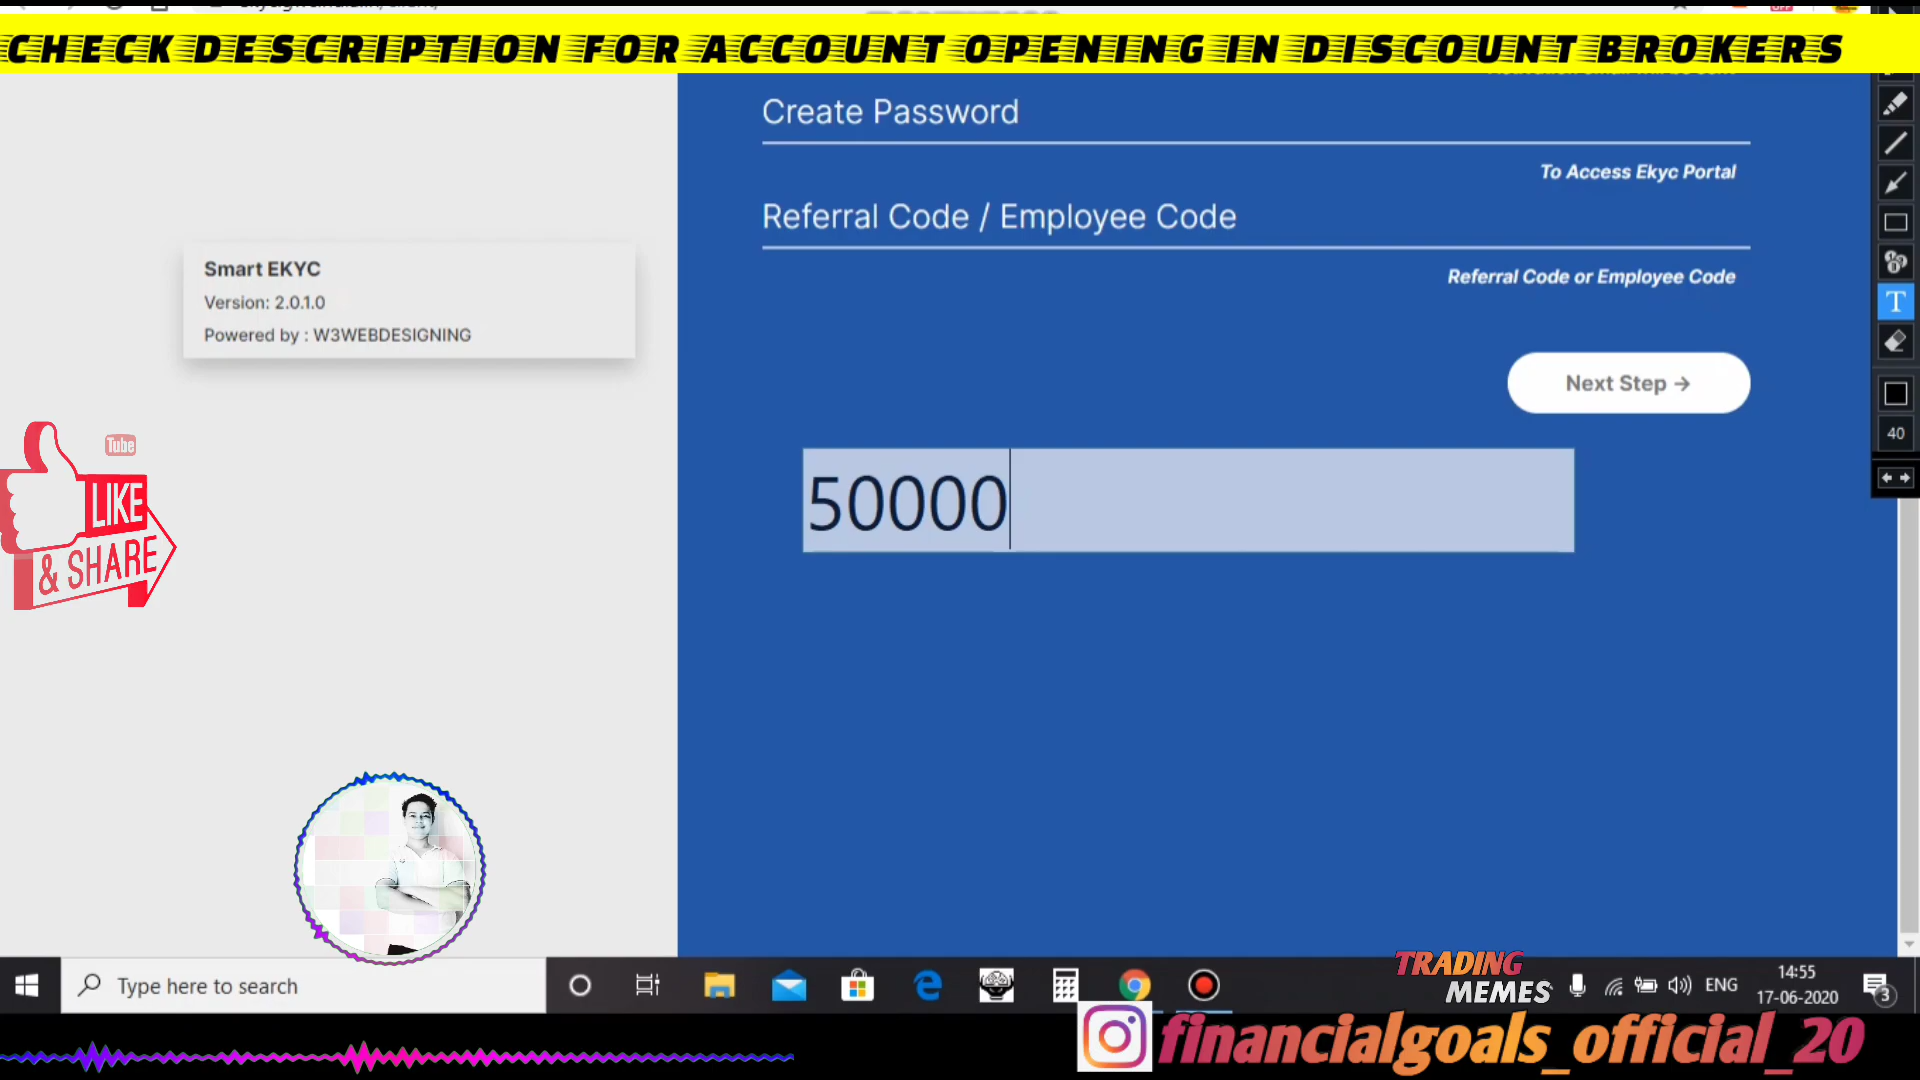 CHECK DESCRIPTION FOR ACCOUNT OPENING IN DISCOUNT BROKERS
Create Password
To Access Ekyc Portal
Referral Code / Employee Code
Referral Code or Employee Code
Smart EKYC
Version: 2.0.1.0
Powered by : W3WEBDESIGNING
Next Step →
T
40
50000
Tube
LIKE
& SHARE
Type here to search
TRADING
MEMES
ENG
14:55
17-06-2020
3
financialgoals_official_20